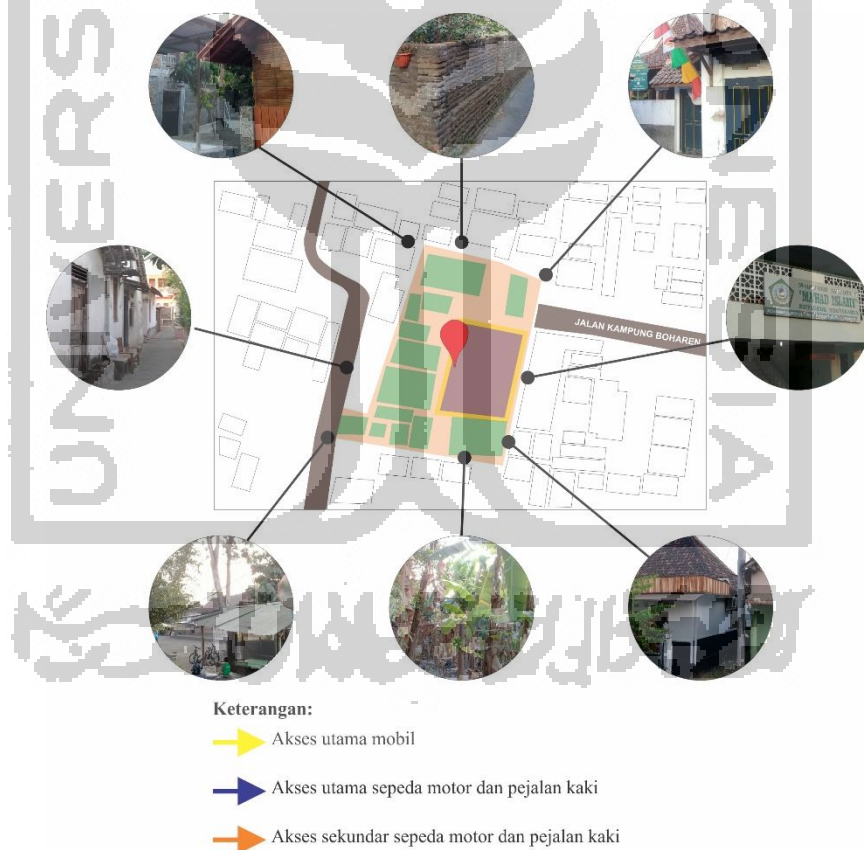 JALAN KAMPUNG BOHAREN
MA'HAD ISLAMY
Keterangan:
Akses utama mobil
Akses utama sepeda motor dan pejalan kaki
Akses sekundar sepeda motor dan pejalan kaki